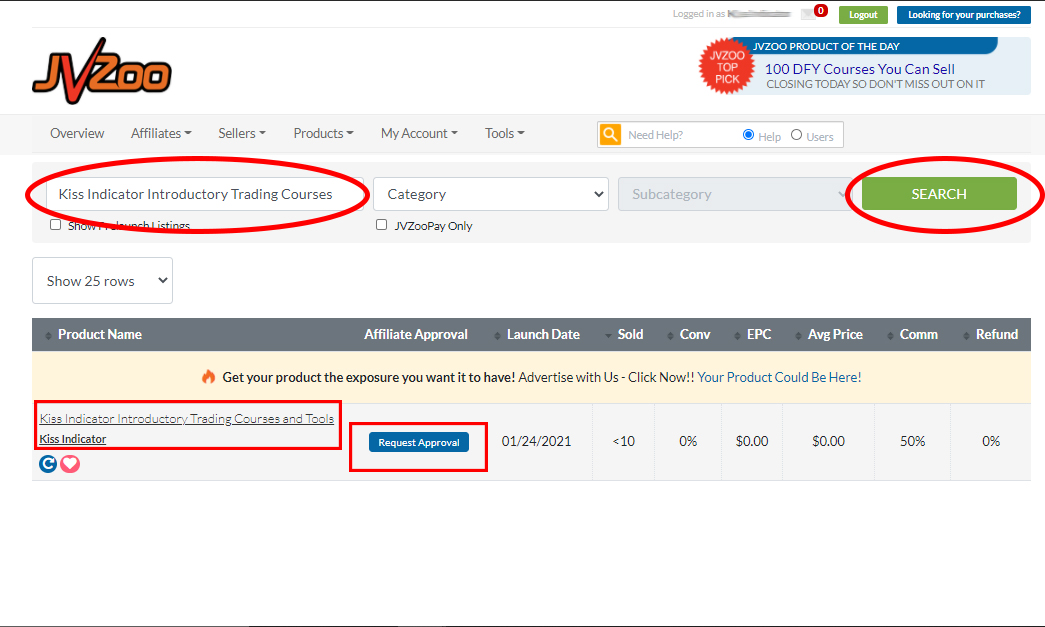 Logged in as
0
Logout
Looking for your purchases?
JVZoo
JVZOO TOP PICK
JVZOO PRODUCT OF THE DAY
100 DFY Courses You Can Sell
CLOSING TODAY SO DON'T MISS OUT ON IT
Overview Affiliates Sellers Products My Account Tools
Need Help? Help Users
Kiss Indicator Introductory Trading Courses Category Subcategory SEARCH
Show Prelaunch Listings JVZooPay Only
Show 25 rows
Product Name Affiliate Approval Launch Date Sold Conv EPC Avg Price Comm Refund
Get your product the exposure you want it to have! Advertise with Us - Click Now!! Your Product Could Be Here!
Kiss Indicator Introductory Trading Courses and Tools
Kiss Indicator
Request Approval 01/24/2021 <10 0% $0.00 $0.00 50% 0%